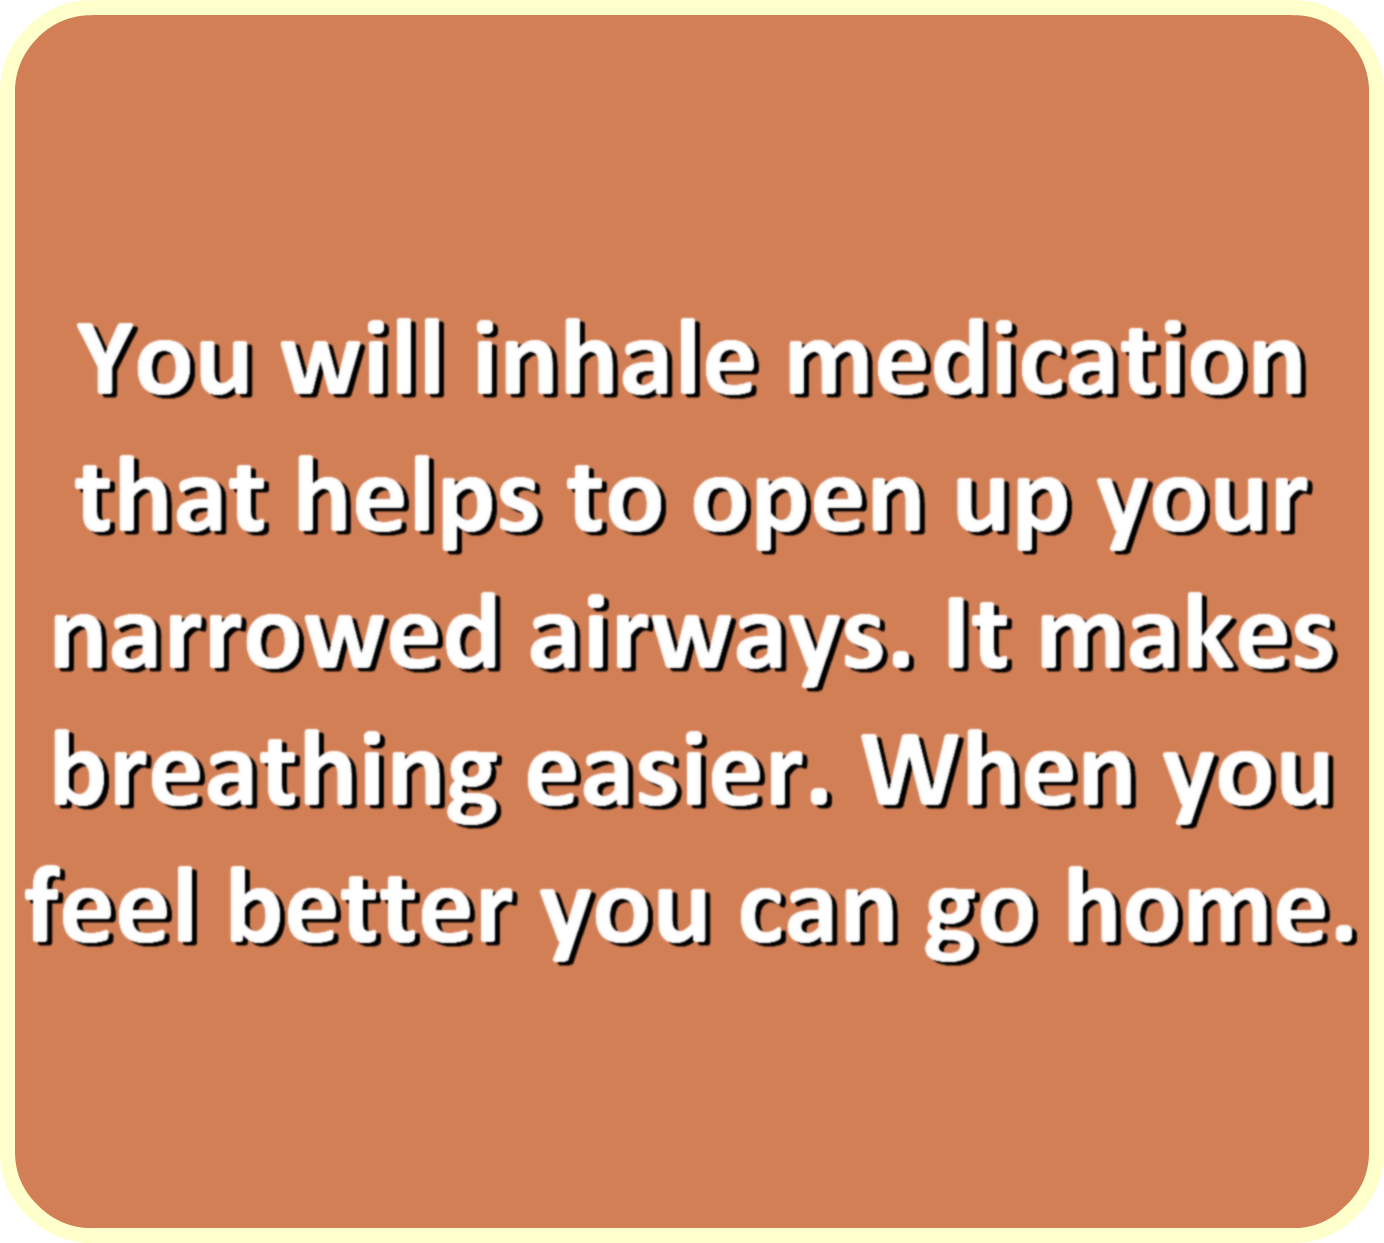 You will inhale medication
that helps to open up your
narrowed airways. It makes
breathing easier. When you
feel better you can go home.